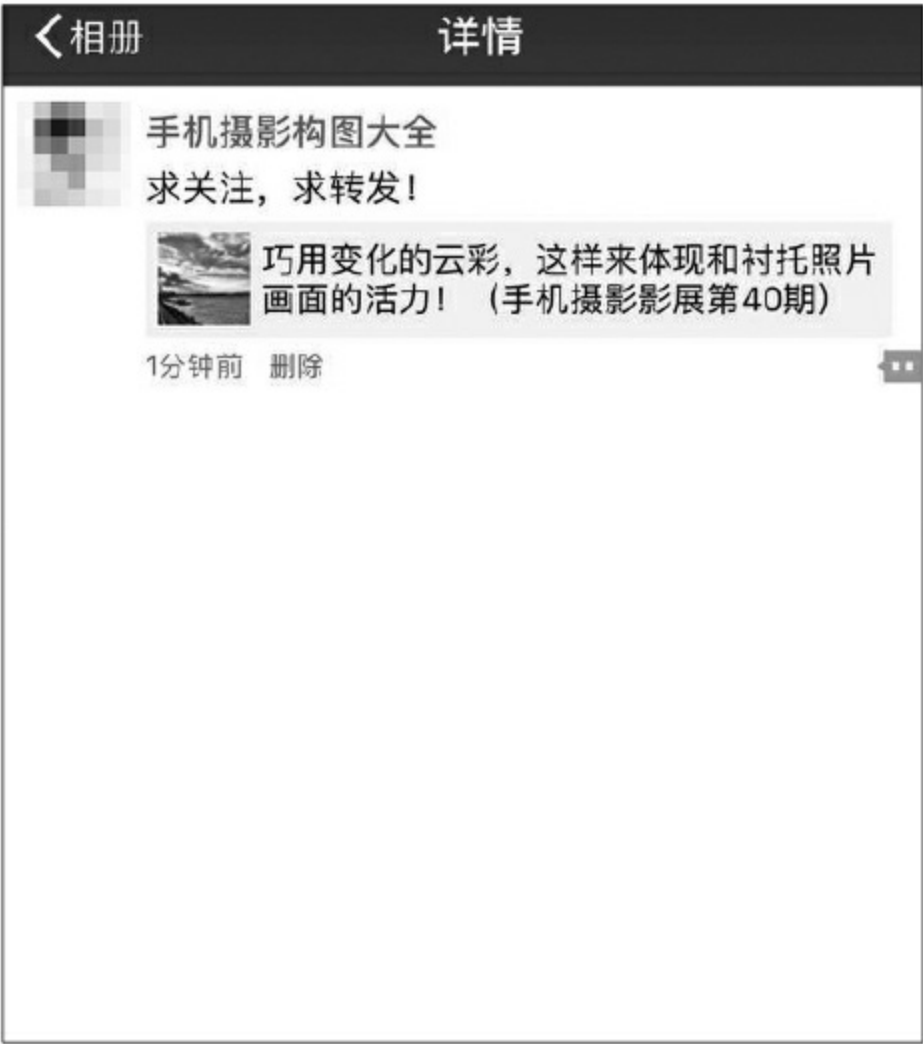 相册
详情
手机摄影构图大全
求关注，求转发！
巧用变化的云彩，这样来体现和衬托照片
画面的活力！（手机摄影影展第40期）
1分钟前 删除